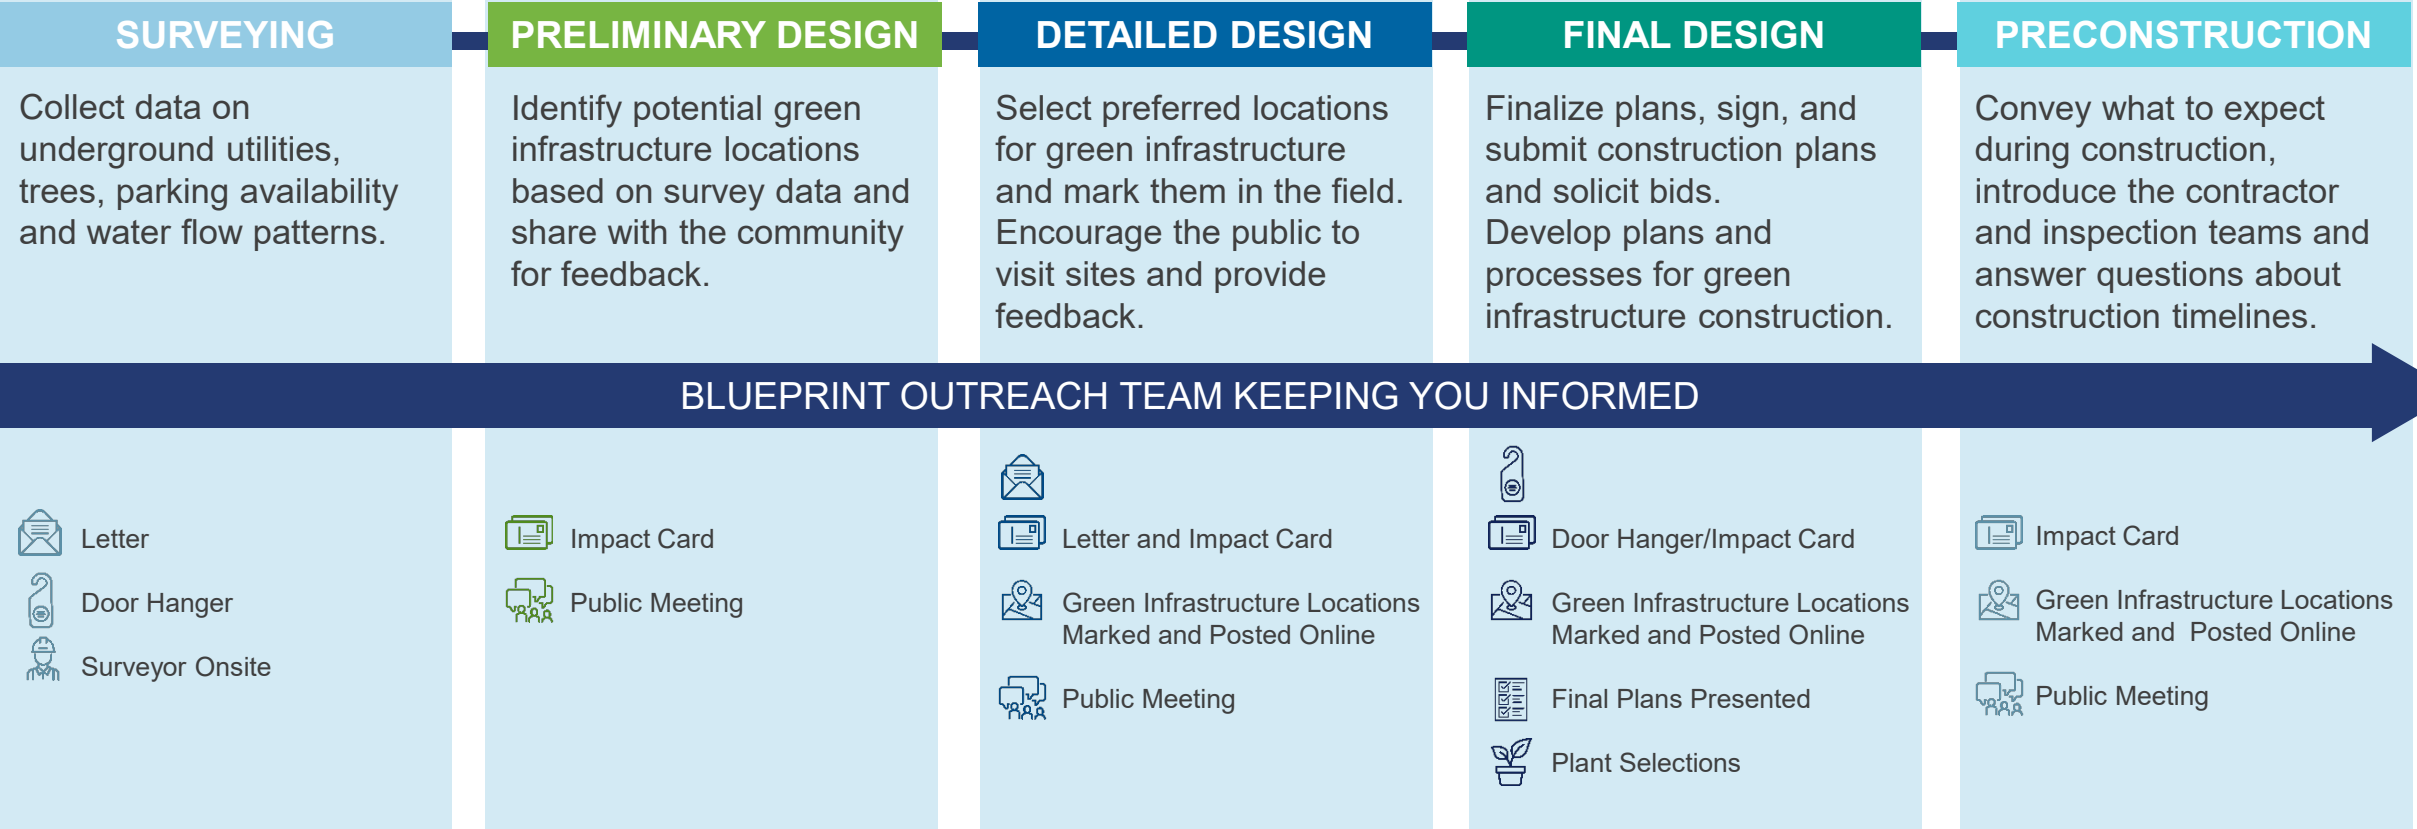 SURVEYING
Collect data on
underground utilities,
trees, parking availability
and water flow patterns.
PRELIMINARY DESIGN
Identify potential green
infrastructure locations
based on survey data and
share with the community
for feedback.
DETAILED DESIGN
Select preferred locations
for green infrastructure
and mark them in the field.
Encourage the public to
visit sites and provide
feedback.
FINAL DESIGN
Finalize plans, sign, and
submit construction plans
and solicit bids.
Develop plans and
processes for green
infrastructure construction.
PRECONSTRUCTION
Convey what to expect
during construction,
introduce the contractor
and inspection teams and
answer questions about
construction timelines.
BLUEPRINT OUTREACH TEAM KEEPING YOU INFORMED
Letter
Door Hanger
Surveyor Onsite
Impact Card
Public Meeting
Letter and Impact Card
Green Infrastructure Locations
Marked and Posted Online
Public Meeting
Door Hanger/Impact Card
Green Infrastructure Locations
Marked and Posted Online
Final Plans Presented
Plant Selections
Impact Card
Green Infrastructure Locations
Marked and Posted Online
Public Meeting